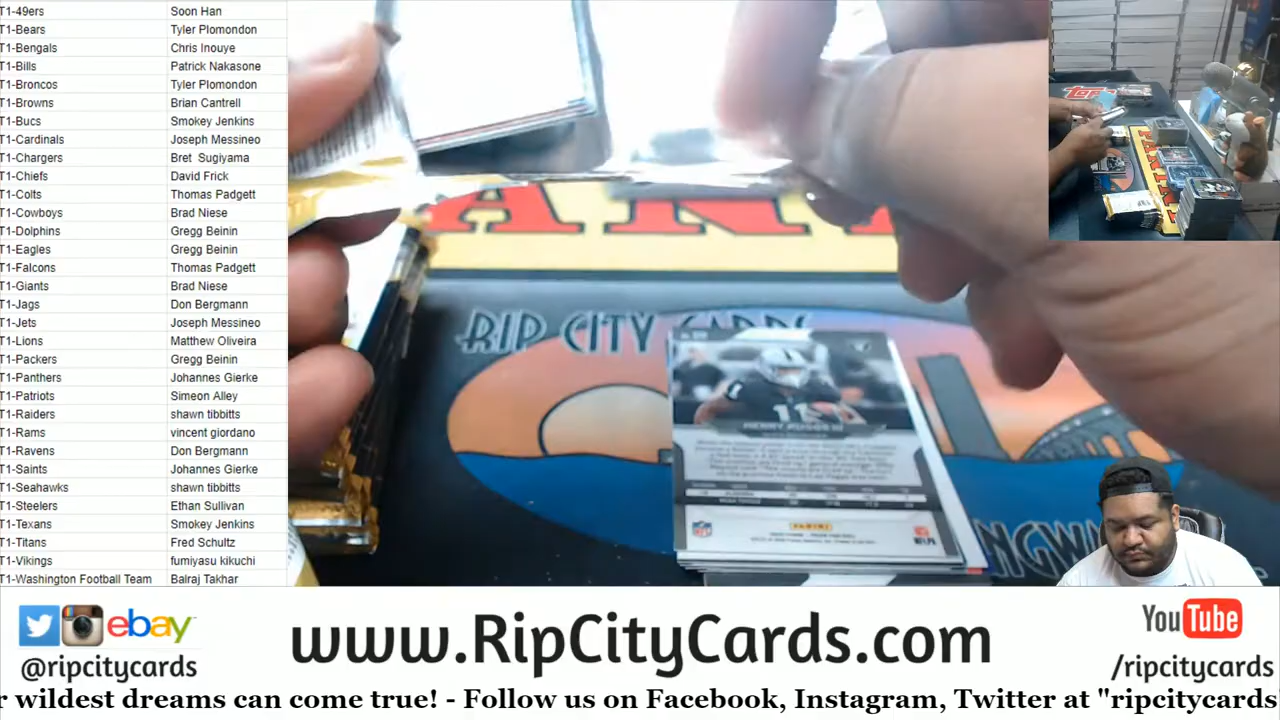 T1-49ers Soon Han
T1-Bears Tyler Plomondon
T1-Bengals Chris Inouye
T1-Bills Patrick Nakasone
T1-Broncos Tyler Plomondon
T1-Browns Brian Cantrell
T1-Bucs Smokey Jenkins
T1-Cardinals Joseph Messineo
T1-Chargers Bret Sugiyama
T1-Chiefs David Frick
T1-Colts Thomas Padgett
T1-Cowboys Brad Niese
T1-Dolphins Gregg Beinin
T1-Eagles Gregg Beinin
T1-Falcons Thomas Padgett
T1-Giants Brad Niese
T1-Jags Don Bergmann
T1-Jets Joseph Messineo
T1-Lions Matthew Oliveira
T1-Packers Gregg Beinin
T1-Panthers Johannes Gierke
T1-Patriots Simeon Alley
T1-Raiders shawn tibbitts
T1-Rams vincent giordano
T1-Ravens Don Bergmann
T1-Saints Johannes Gierke
T1-Seahawks shawn tibbitts
T1-Steelers Ethan Sullivan
T1-Texans Smokey Jenkins
T1-Titans Fred Schultz
T1-Vikings fumiyasu kikuchi
T1-Washington Football Team Balraj Takhar
Topps
RIP CITY CARDS
HENRY RUGGS III
11
PANINI
NFL
ebay
@ripcitycards
www.RipCityCards.com
YouTube
/ripcitycards
r wildest dreams can come true! - Follow us on Facebook, Instagram, Twitter at "ripcitycards